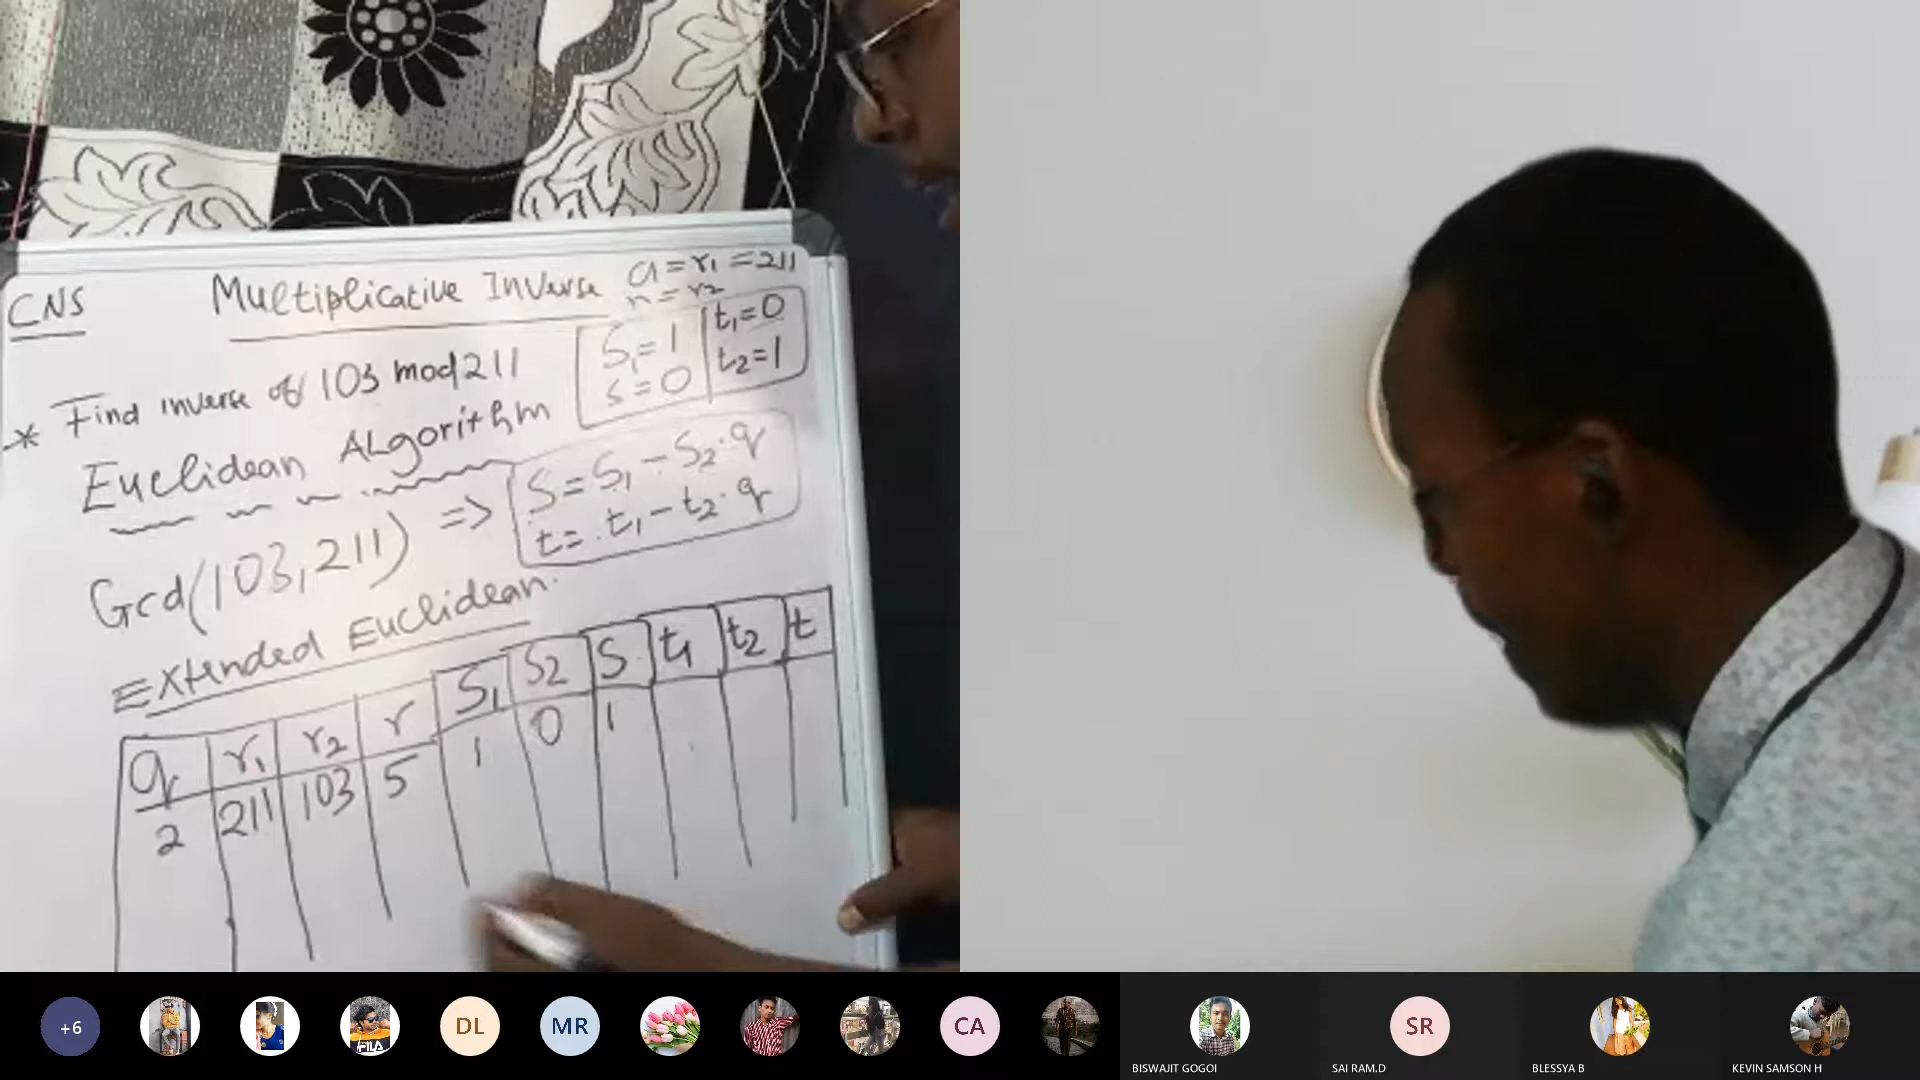 CNS Multiplicative Inverse a = r1 = 211
n = r2
S1 = 1 t1 = 0
S = 0 t2 = 1
* Find inverse of 103 mod 211
Euclidean Algorithm
Gcd(103, 211) => S = S1 - S2 . q
t = . t1 - t2 . q
Extended Euclidean.
q r1 r2 r S1 S2 S t1 t2 t
2 211 103 5 1 0 1
FILA
+6 DL MR CA SR
BISWAJIT GOGOI SAI RAM.D BLESSYA B KEVIN SAMSON H